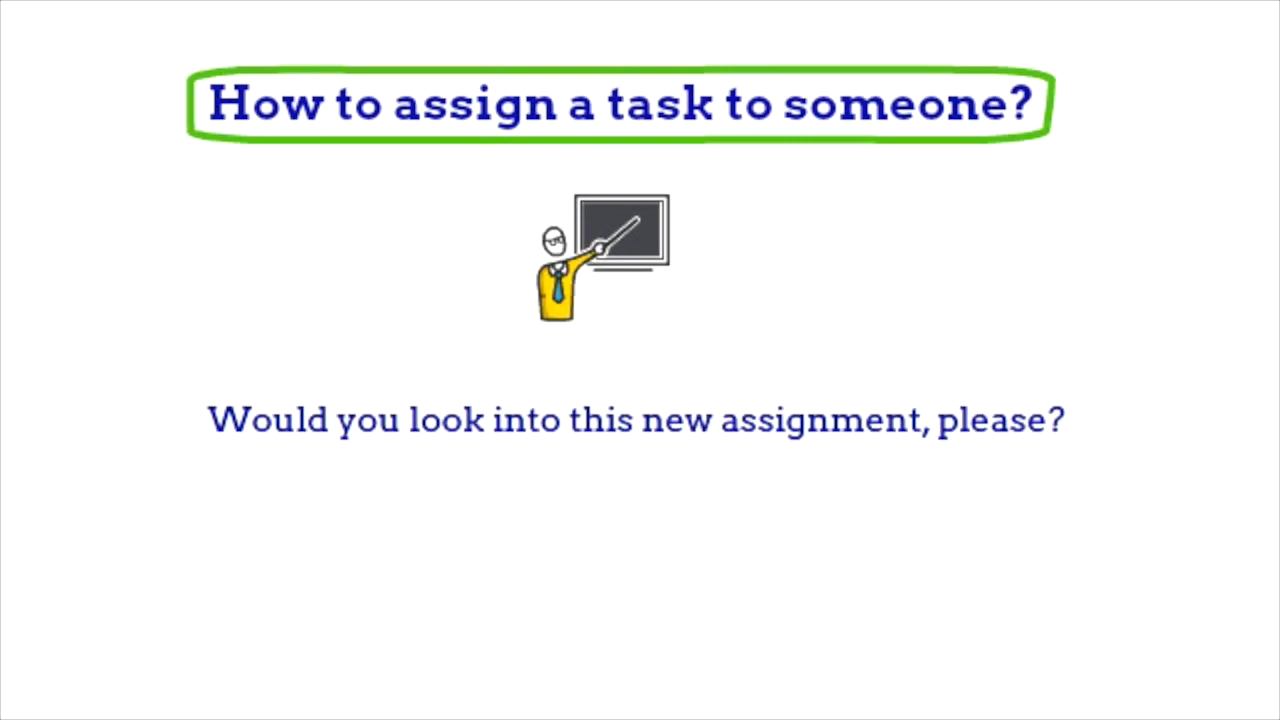 How to assign a task to someone?
Would you look into this new assignment, please?